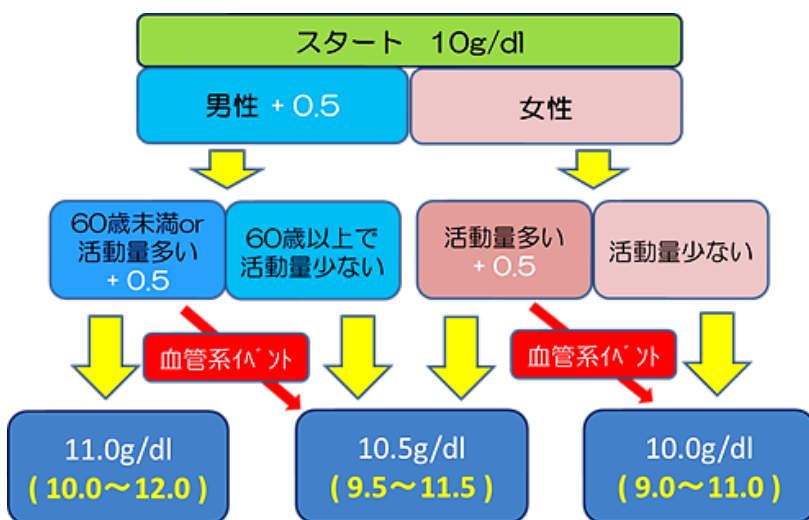 スタート 10g/dl
男性 + 0.5
女性
60歳未満or
活動量多い
+ 0.5
60歳以上で
活動量少ない
活動量多い
+ 0.5
活動量少ない
血管系ｲﾍﾞﾝﾄ
血管系ｲﾍﾞﾝﾄ
11.0g/dl
( 10.0～12.0 )
10.5g/dl
( 9.5～11.5 )
10.0g/dl
( 9.0～11.0 )